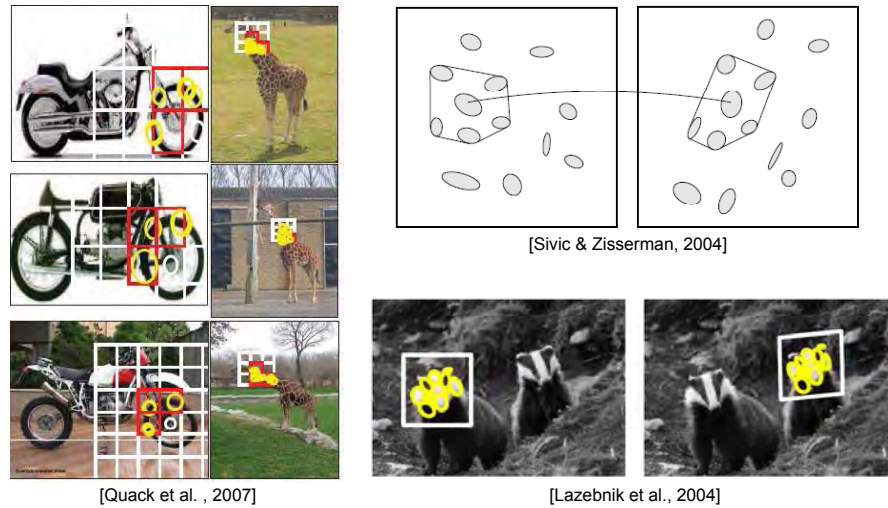 [Sivic & Zisserman, 2004]
[Quack et al. , 2007]
[Lazebnik et al., 2004]